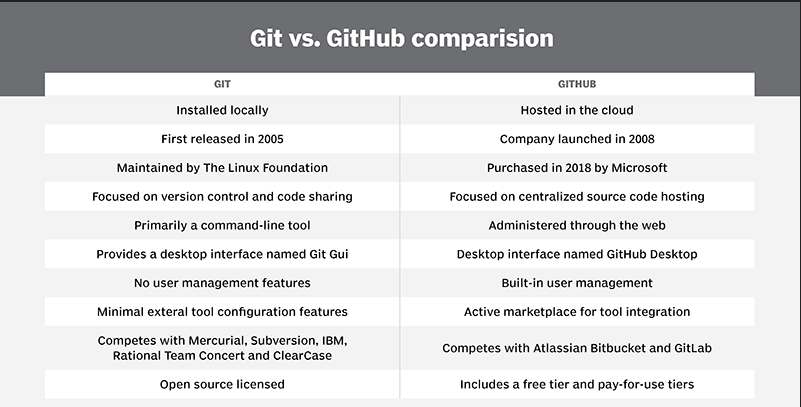 Git vs. GitHub comparision
GIT GITHUB
Installed locally Hosted in the cloud
First released in 2005 Company launched in 2008
Maintained by The Linux Foundation Purchased in 2018 by Microsoft
Focused on version control and code sharing Focused on centralized source code hosting
Primarily a command-line tool Administered through the web
Provides a desktop interface named Git Gui Desktop interface named GitHub Desktop
No user management features Built-in user management
Minimal exteral tool configuration features Active marketplace for tool integration
Competes with Mercurial, Subversion, IBM,
Rational Team Concert and ClearCase
Competes with Atlassian Bitbucket and GitLab
Open source licensed Includes a free tier and pay-for-use tiers